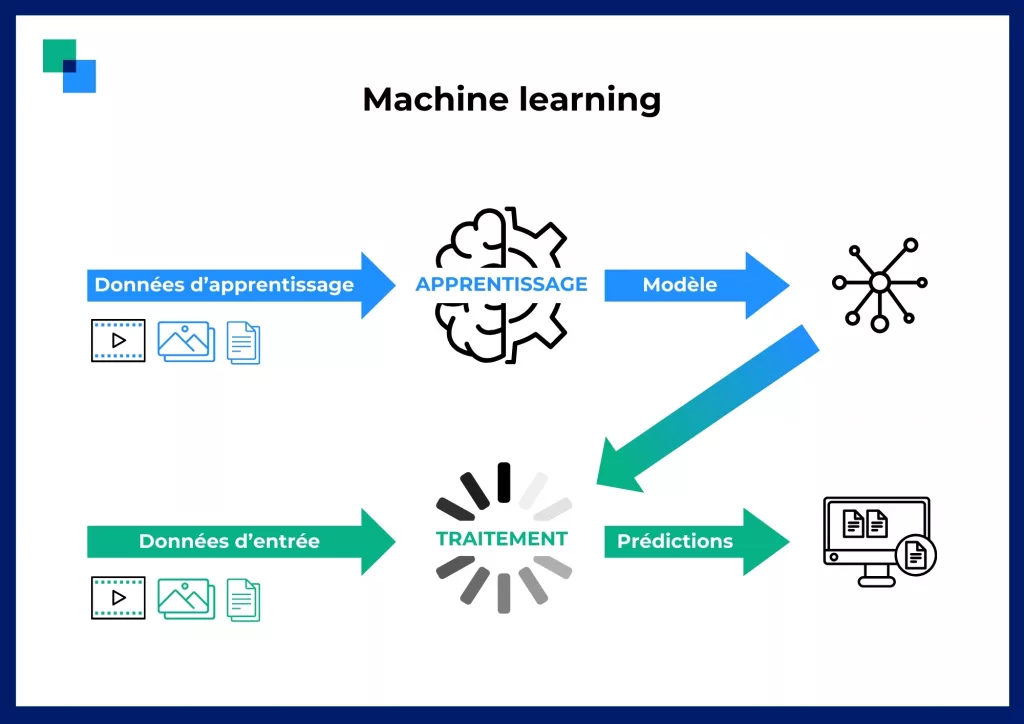 Machine learning
Données d’apprentissage
APPRENTISSAGE
Modèle
Données d’entrée
TRAITEMENT
Prédictions